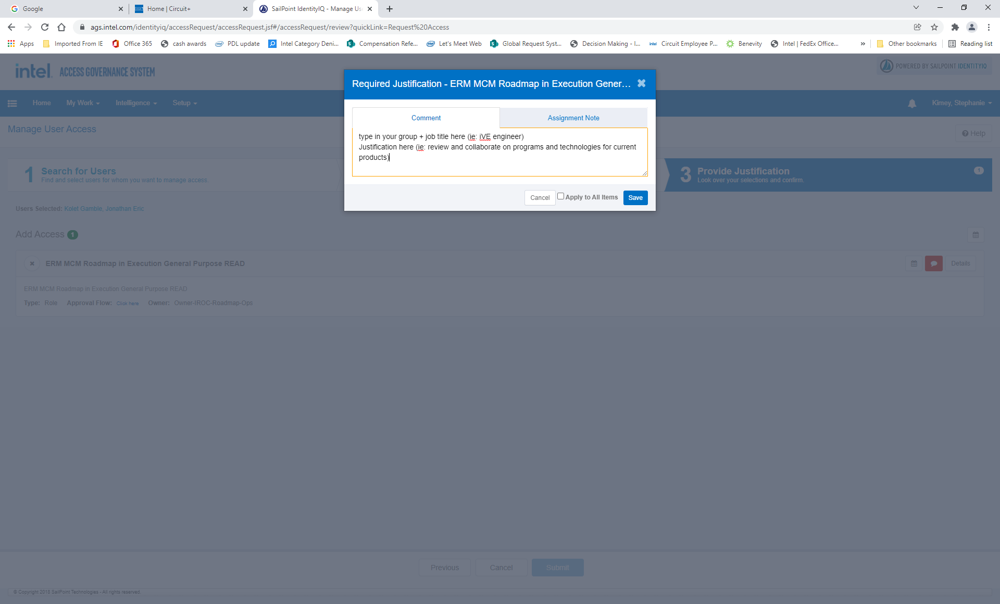 Google
Home | Circuit+
SailPoint IdentityIQ - Manage Us
ags.intel.com/identityiq/accessRequest/accessRequest.jsf#/accessRequest/review?quickLink=Request%20Access
Apps Imported From IE Office 365 cash awards PDL update Intel Category Deni... Compensation Refe... Let's Meet Web Global Request Syst... Decision Making - I... Circuit Employee P... Benevity Intel | FedEx Office... » Other bookmarks Reading list
intel. ACCESS GOVERNANCE SYSTEM
POWERED BY SAILPOINT IDENTITYIQ
Required Justification - ERM MCM Roadmap in Execution Gener...
Home My Work Intelligence Setup
Kimey, Stephanie
Comment Assignment Note
Manage User Access
Help
type in your group + job title here (ie: iVE engineer)
Justification here (ie: review and collaborate on programs and technologies for current
products)
1 Search for Users
Find and select users for whom you want to manage access.
3 Provide Justification 1
Look over your selections and confirm.
Cancel Apply to All Items Save
Users Selected: Kolet Gamble, Jonathan Eric
Add Access 1
ERM MCM Roadmap in Execution General Purpose READ
Details
ERM MCM Roadmap in Execution General Purpose READ
Type: Role Approval Flow: Click here Owner: Owner-IROC-Roadmap-Ops
Previous Cancel Submit
© Copyright 2018 SailPoint Technologies - All rights reserved.